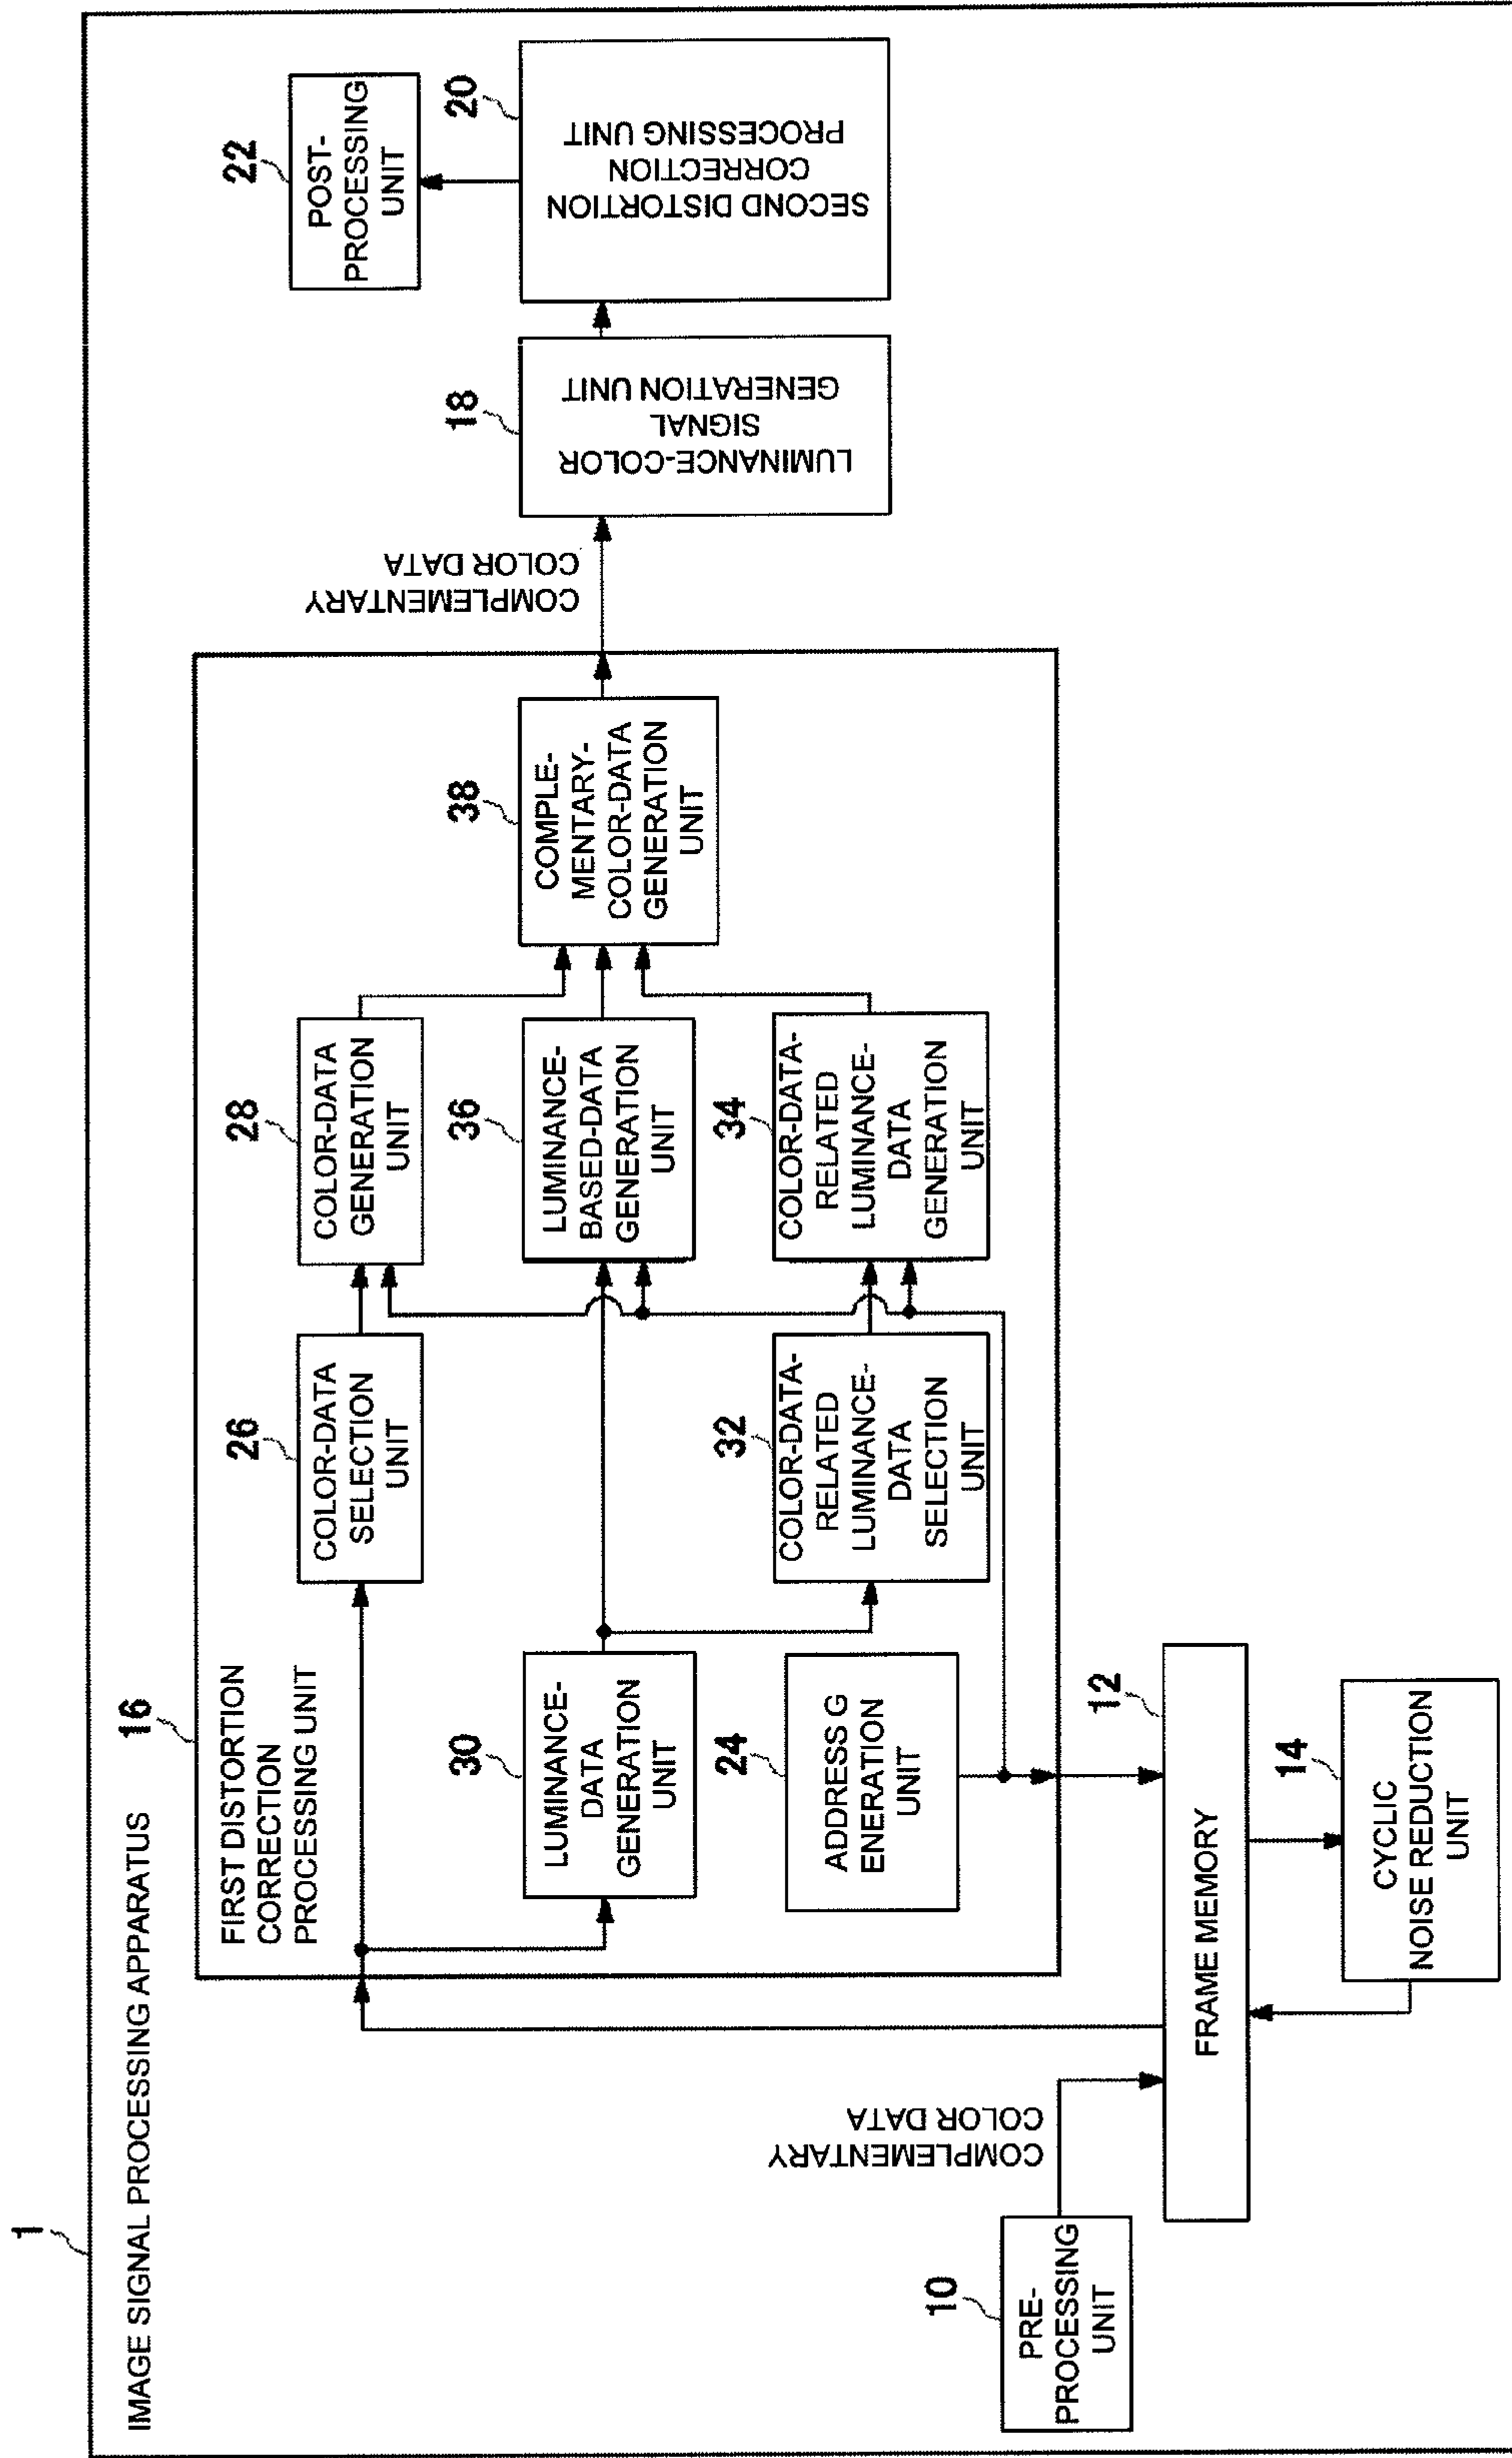 1
IMAGE SIGNAL PROCESSING APPARATUS
16
FIRST DISTORTION
CORRECTION
PROCESSING UNIT
26
COLOR-DATA
SELECTION
UNIT
28
COLOR-DATA
GENERATION
UNIT
30
LUMINANCE-
DATA
GENERATION
UNIT
36
LUMINANCE-
BASED-DATA
GENERATION
UNIT
38
COMPLE-
MENTARY-
COLOR-DATA
GENERATION
UNIT
24
ADDRESS G
ENERATION
UNIT
32
COLOR-DATA-
RELATED
LUMINANCE-
DATA
SELECTION
UNIT
34
COLOR-DATA-
RELATED
LUMINANCE-
DATA
GENERATION
UNIT
COMPLEMENTARY
COLOR DATA
18
LUMINANCE-COLOR
SIGNAL
GENERATION UNIT
20
SECOND DISTORTION
CORRECTION
PROCESSING UNIT
22
POST-
PROCESSING
UNIT
10
PRE-
PROCESSING
UNIT
COMPLEMENTARY
COLOR DATA
12
FRAME MEMORY
14
CYCLIC
NOISE REDUCTION
UNIT